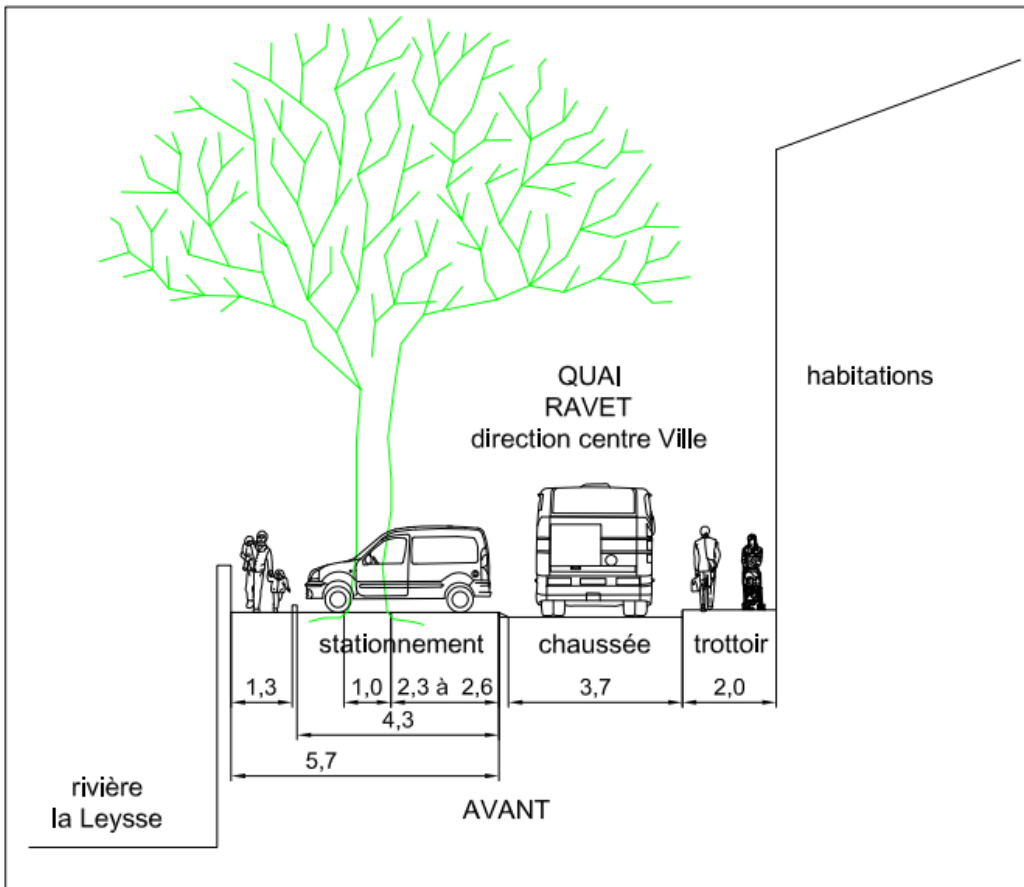 QUAI
RAVET
direction centre Ville
habitations
stationnement
chaussée
trottoir
1,3
1,0
2,3 à 2,6
3,7
2,0
4,3
5,7
rivière
la Leysse
AVANT